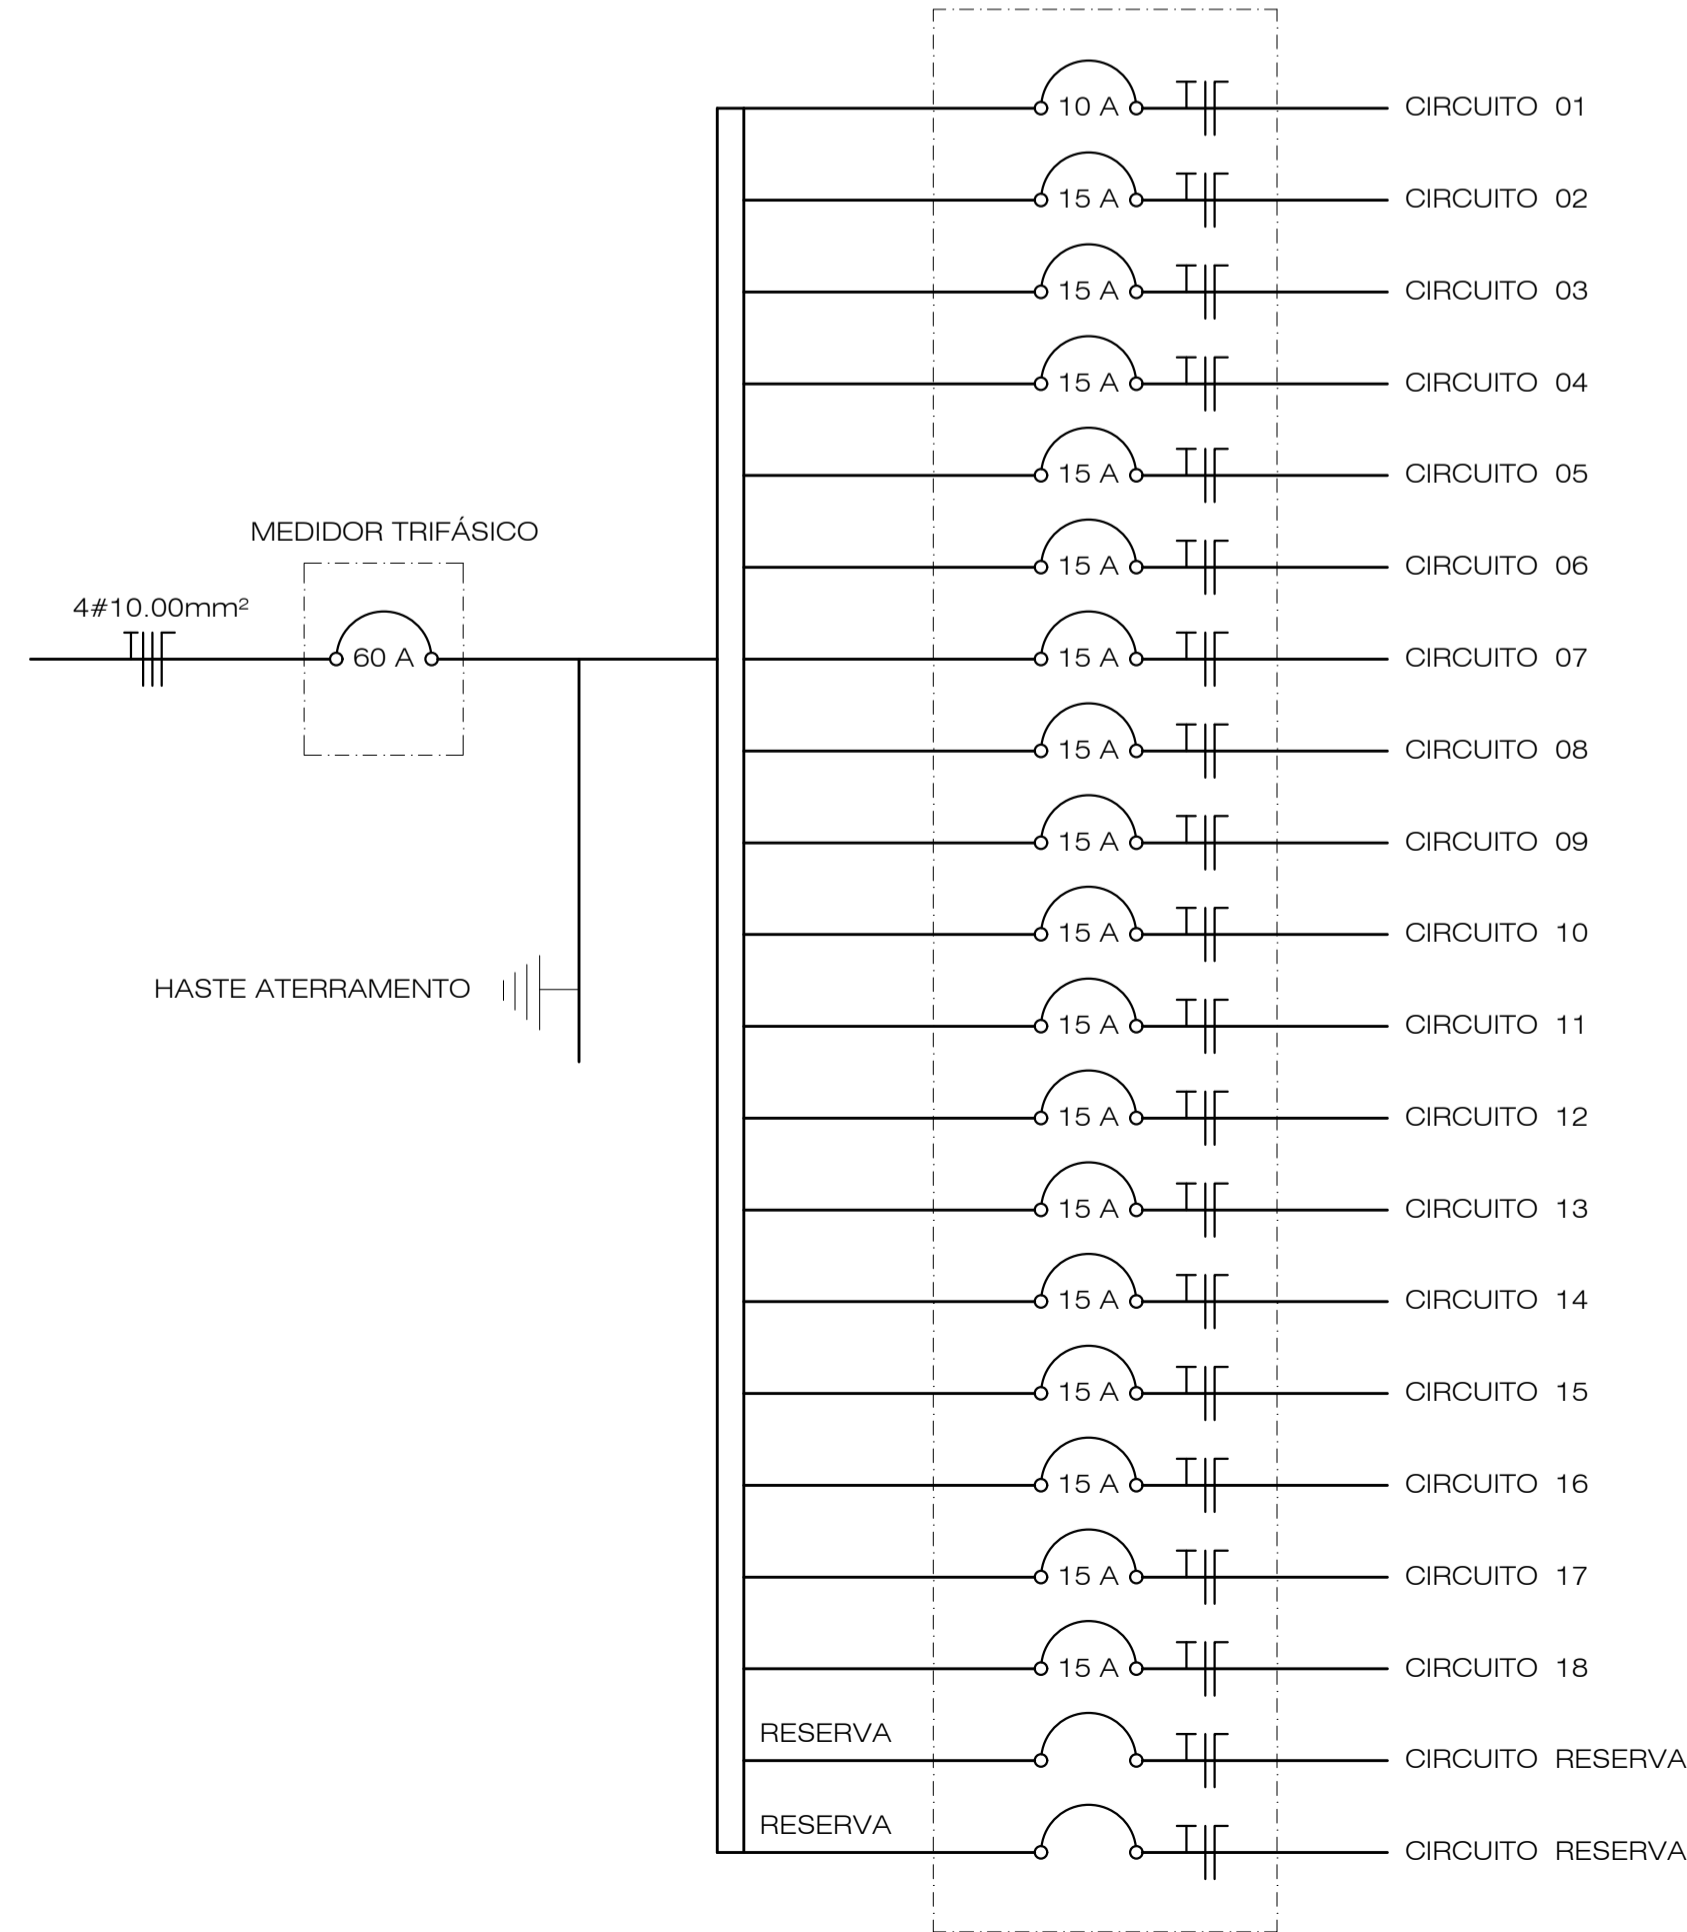 10 A CIRCUITO 01
15 A CIRCUITO 02
15 A CIRCUITO 03
15 A CIRCUITO 04
15 A CIRCUITO 05
MEDIDOR TRIFÁSICO
15 A CIRCUITO 06
4#10.00mm²
60 A
15 A CIRCUITO 07
15 A CIRCUITO 08
15 A CIRCUITO 09
15 A CIRCUITO 10
HASTE ATERRAMENTO
15 A CIRCUITO 11
15 A CIRCUITO 12
15 A CIRCUITO 13
15 A CIRCUITO 14
15 A CIRCUITO 15
15 A CIRCUITO 16
15 A CIRCUITO 17
15 A CIRCUITO 18
RESERVA
CIRCUITO RESERVA
RESERVA
CIRCUITO RESERVA